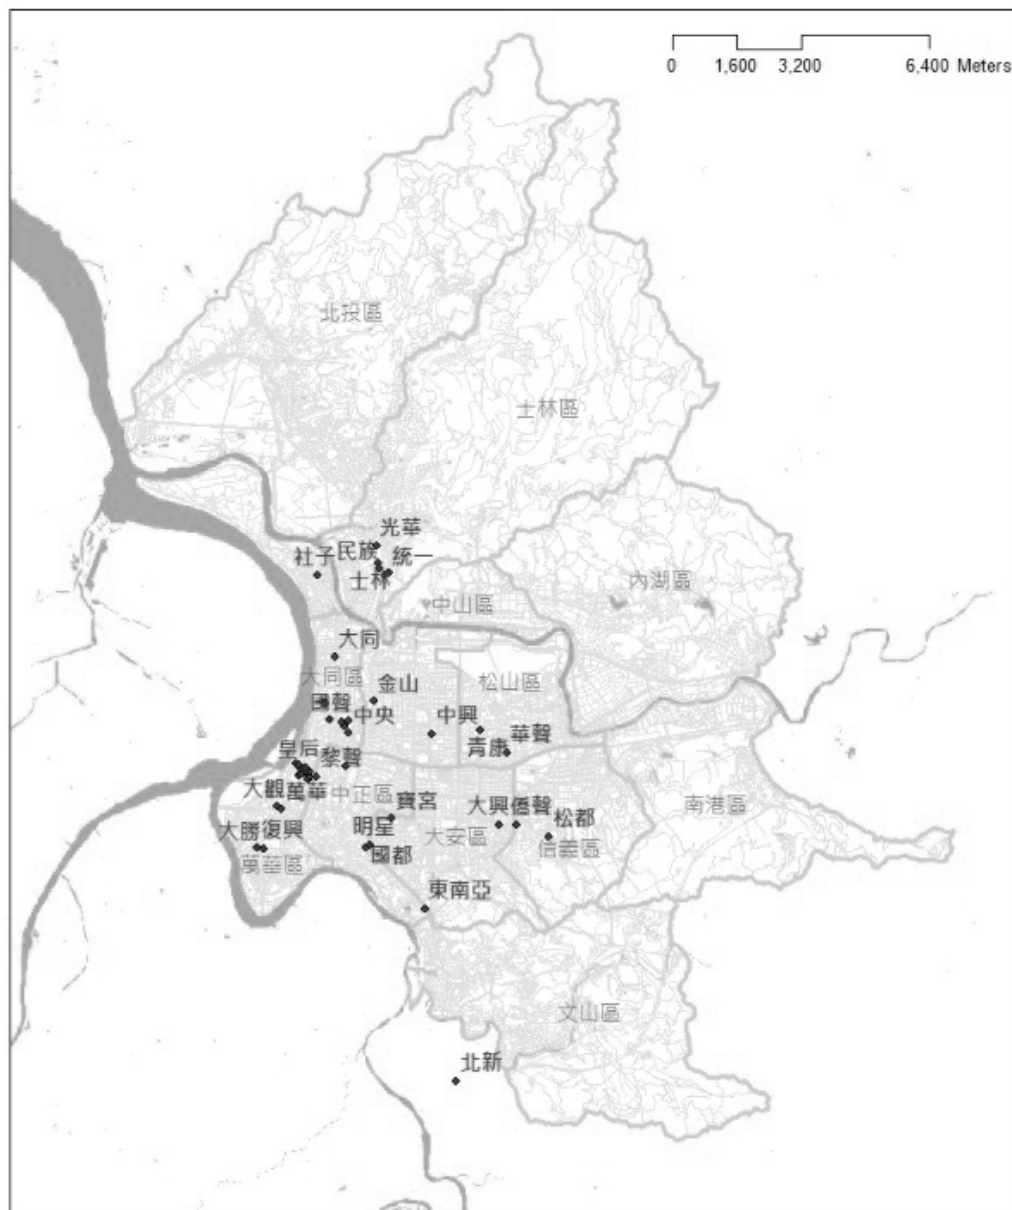 0 1,600 3,200 6,400 Meters
北投區
士林區
光華
民族
統一
社子
士林
內湖區
中山區
大同
大同區
松山區
金山
國聲
中央
中興
青康
華聲
皇后
黎聲
大觀
萬華
中正區
寶宮
南港區
大興
僑聲
松都
大勝
復興
明星
大安區
信義區
國都
萬華區
東南亞
文山區
北新